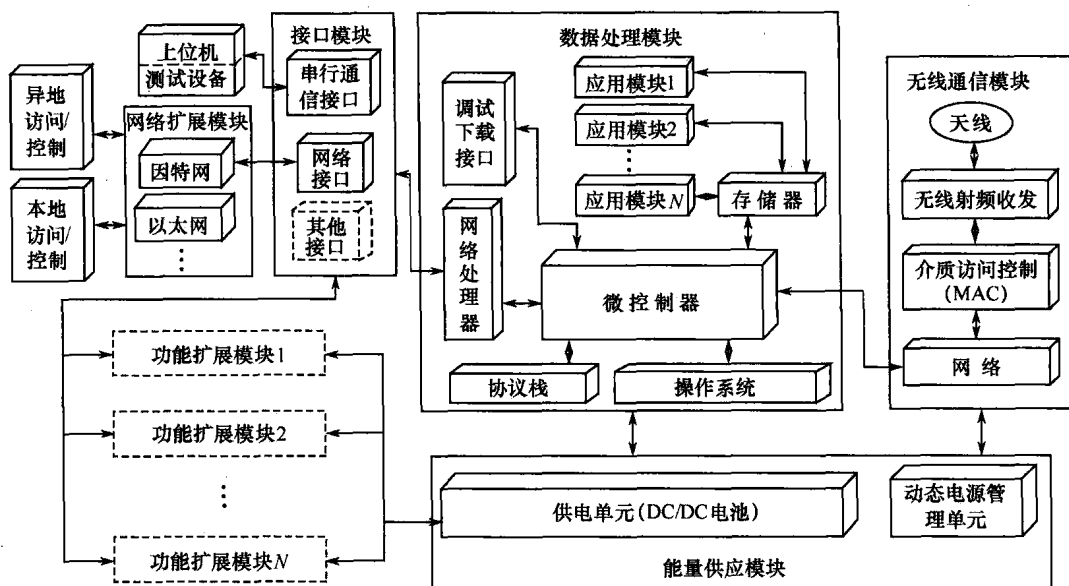 上位机
测试设备
异地
访问/
控制
本地
访问/
控制
网络扩展模块
因特网
以太网
接口模块
串行通
信接口
网络
接口
其他
接口
数据处理模块
调试
下载
接口
应用模块1
应用模块2
应用模块N
存储器
网
络
处
理
器
微控制器
协议栈
操作系统
无线通信模块
天线
无线射频收发
介质访问控制
(MAC)
网 络
功能扩展模块1
功能扩展模块2
功能扩展模块N
供电单元(DC/DC电池)
动态电源管
理单元
能量供应模块